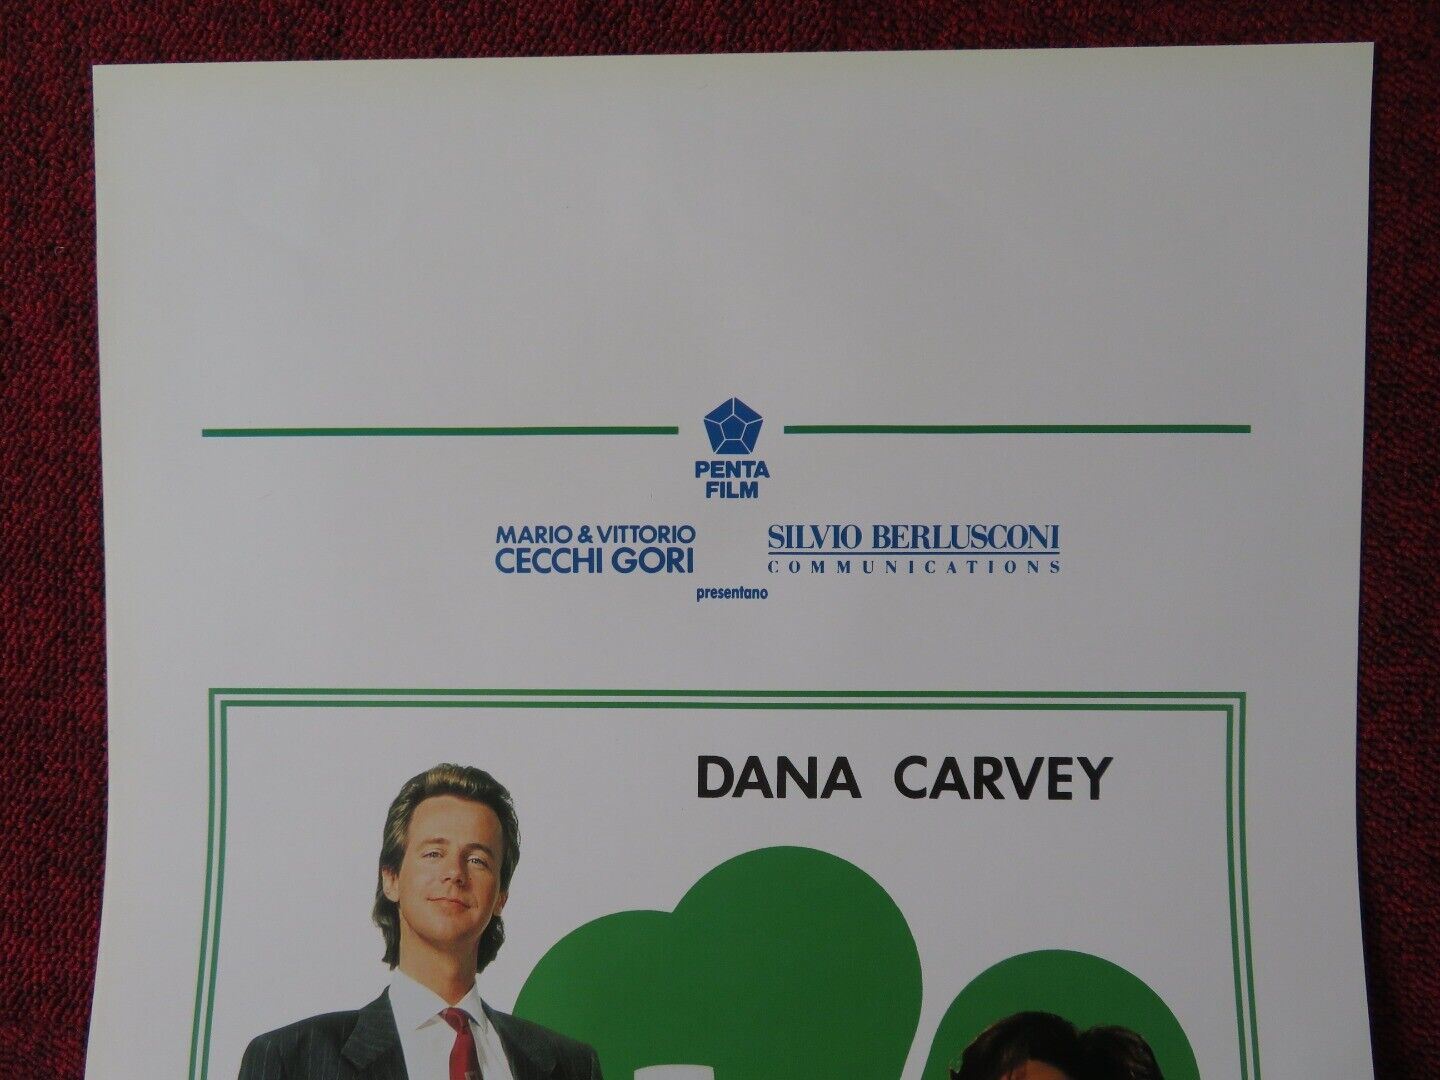 PENTA
FILM
MARIO & VITTORIO
CECCHI GORI
SILVIO BERLUSCONI
COMMUNICATIONS
presentano
DANA CARVEY